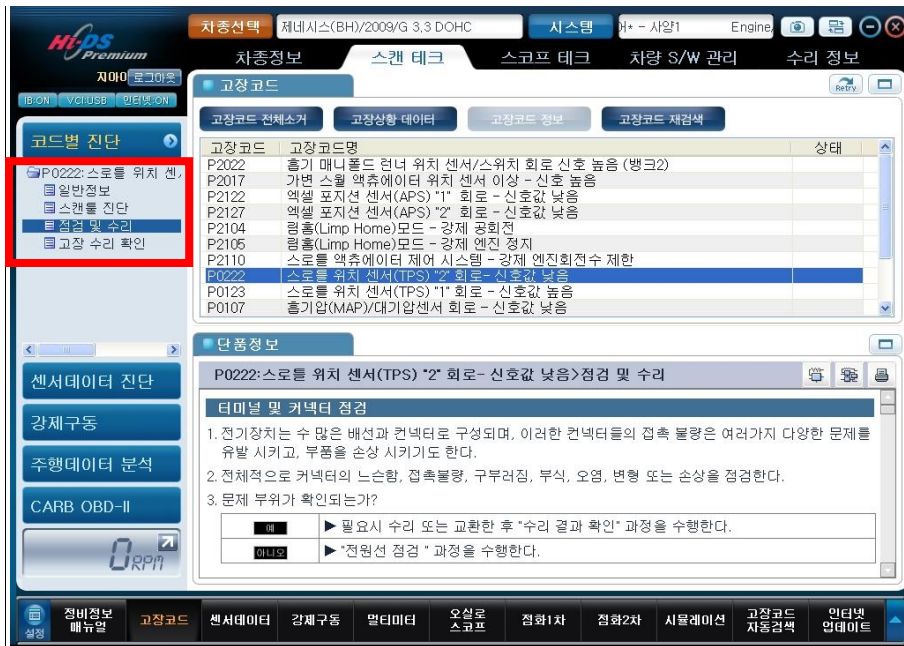 Hi-DS
Premium
지아이 로그아웃
IB:ON VCI:USB 인터넷:ON
차종선택 제네시스(BH)/2009/G 3,3 DOHC 시스템 사양1 Engine,
차종정보 스캔 테크 스코프 테크 차량 S/W 관리 수리 정보
고장코드
Retry
고장코드 전체소거 고장상황 데이터 고장코드 정보 고장코드 재검색
고장코드 고장코드명 상태
P2022 흡기 매니폴드 런너 위치 센서/스위치 회로 신호 높음 (뱅크2)
P2017 가변 스월 액츄에이터 위치 센서 이상 - 신호 높음
P2122 엑셀 포지션 센서(APS) "1" 회로 - 신호값 낮음
P2127 엑셀 포지션 센서(APS) "2" 회로 - 신호값 낮음
P2104 림홈(Limp Home)모드 - 강제 공회전
P2105 림홈(Limp Home)모드 - 강제 엔진 정지
P2110 스로틀 액츄에이터 제어 시스템 - 강제 엔진회전수 제한
P0222 스로틀 위치 센서(TPS) "2" 회로- 신호값 낮음
P0123 스로틀 위치 센서(TPS) "1" 회로 - 신호값 높음
P0107 흡기압(MAP)/대기압센서 회로 - 신호값 낮음
코드별 진단
P0222:스로틀 위치 센,
일반정보
스캔툴 진단
점검 및 수리
고장 수리 확인
센서데이터 진단
강제구동
주행데이터 분석
CARB OBD-II
0 RPM
단품정보
P0222:스로틀 위치 센서(TPS) "2" 회로- 신호값 낮음>점검 및 수리
터미널 및 커넥터 점검
1. 전기장치는 수 많은 배선과 컨넥터로 구성되며, 이러한 컨넥터들의 접촉 불량은 여러가지 다양한 문제를
유발 시키고, 부품을 손상 시키기도 한다.
2. 전체적으로 커넥터의 느슨함, 접촉불량, 구부러짐, 부식, 오염, 변형 또는 손상을 점검한다.
3. 문제 부위가 확인되는가?
예 ▶ 필요시 수리 또는 교환한 후 "수리 결과 확인" 과정을 수행한다.
아니오 ▶ "전원선 점검 " 과정을 수행한다.
설정 정비정보 매뉴얼 고장코드 센서데이터 강제구동 멀티미터 오실로 스코프 점화1차 점화2차 시뮬레이션 고장코드 자동검색 인터넷 업데이트